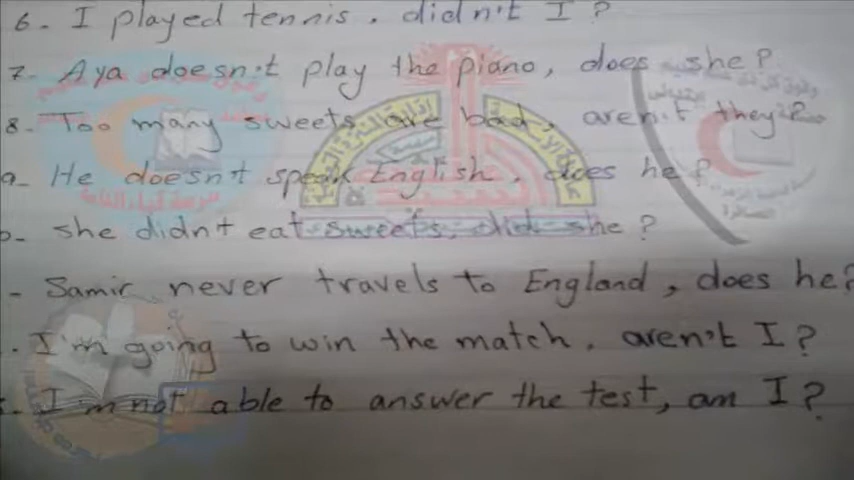 6. I played tennis. didn't I?
7- Aya doesn't play the piano, does she?
8- Too many sweets are bad, aren't they?
9- He doesn't speak English, does he?
- she didn't eat sweets, did she?
- Samir never travels to England, does he?
. I'm going to win the match. aren't I?
- I'm not able to answer the test, am I?